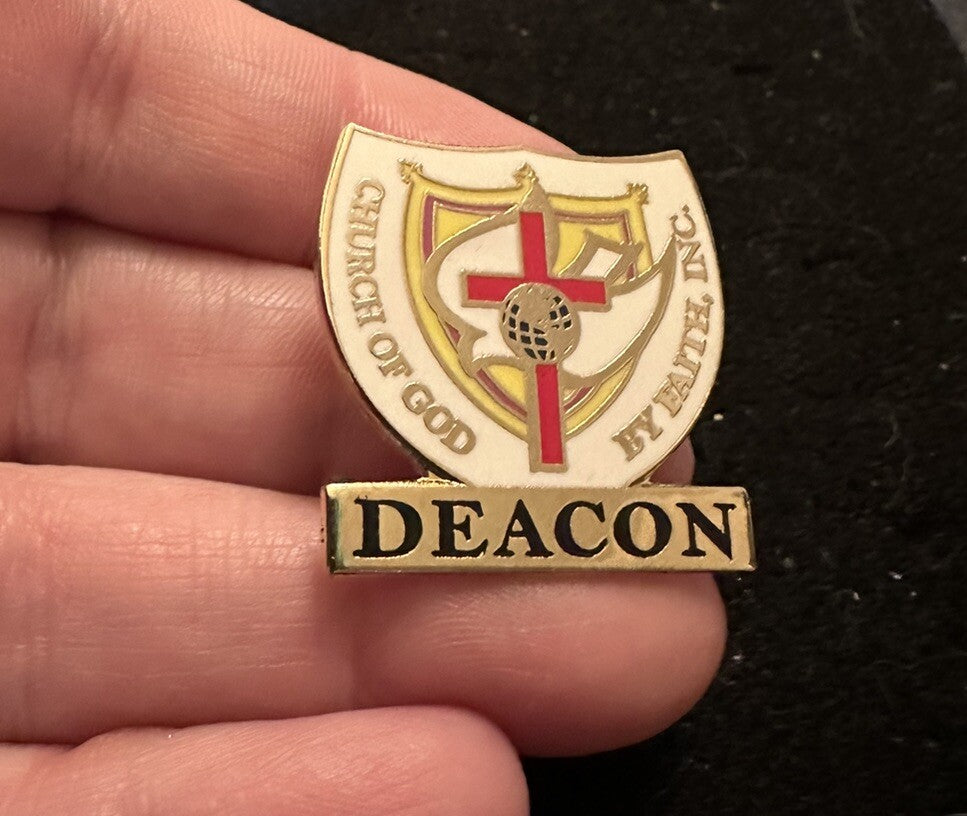 CHURCH OF GOD
BY FAITH, INC.
DEACON